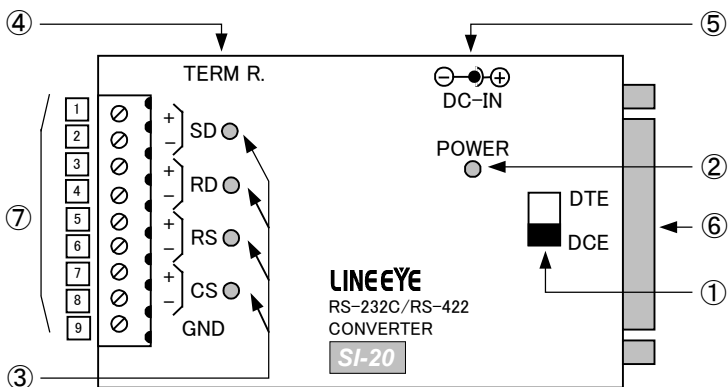 ④
⑤
TERM R.
⊖ ⊕
DC-IN
1
2
3
4
5
6
7
8
9
+
− SD
+
− RD
+
− RS
+
− CS
GND
POWER
②
DTE
DCE
⑥
①
⑦
③
LINEEYE
RS-232C/RS-422
CONVERTER
SI-20